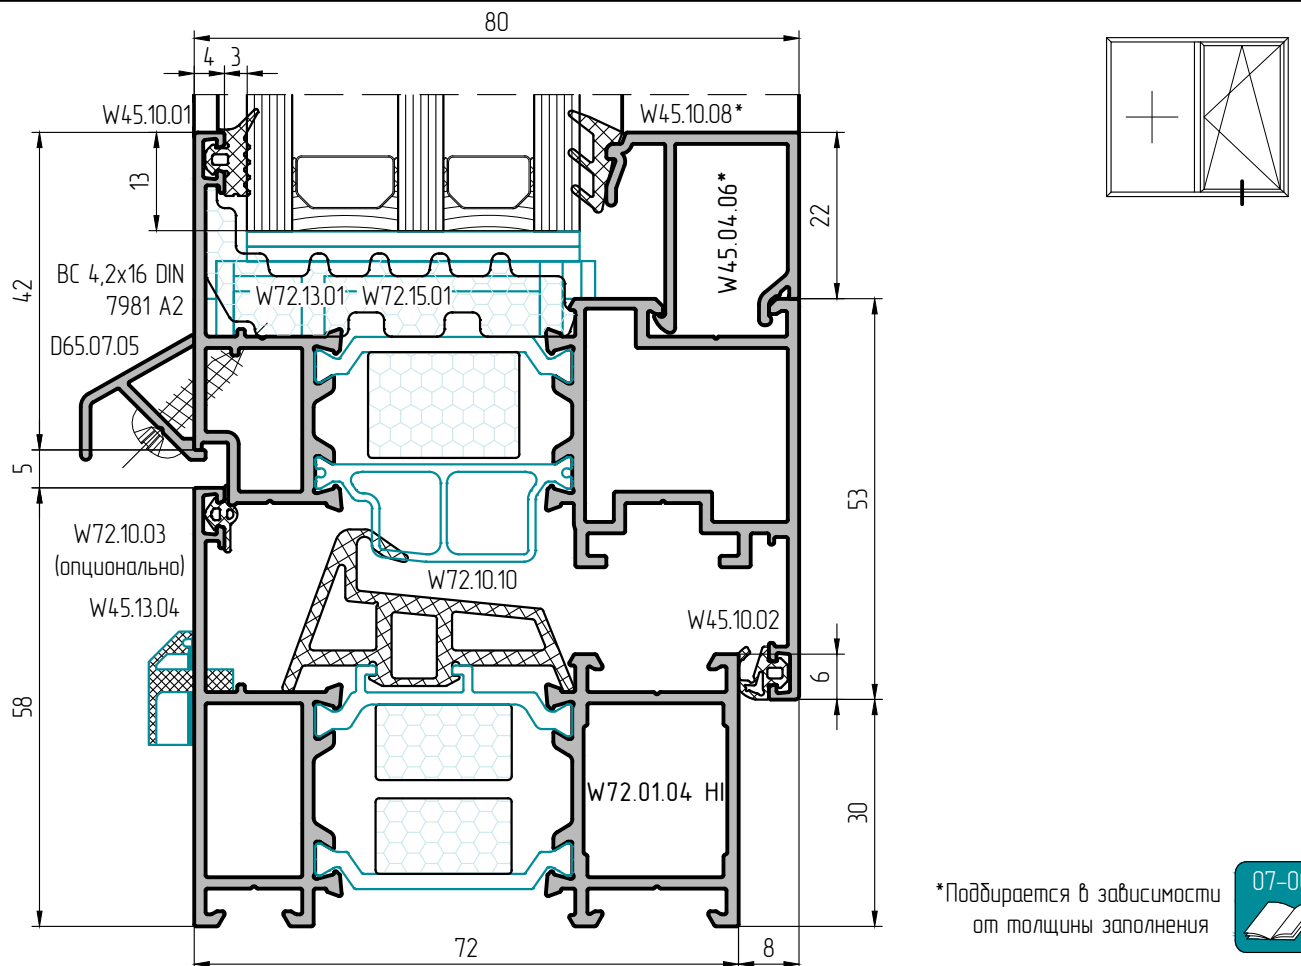 80
4 3
W45.10.01
W45.10.08*
13
W45.04.06*
22
42
ВС 4,2х16 DIN
7981 A2
W72.13.01 W72.15.01
D65.07.05
5
53
W72.10.03
(опционально)
W72.10.10
W45.13.04
W45.10.02
6
58
W72.01.04 HI
30
*Подбирается в зависимости
от толщины заполнения
72
8